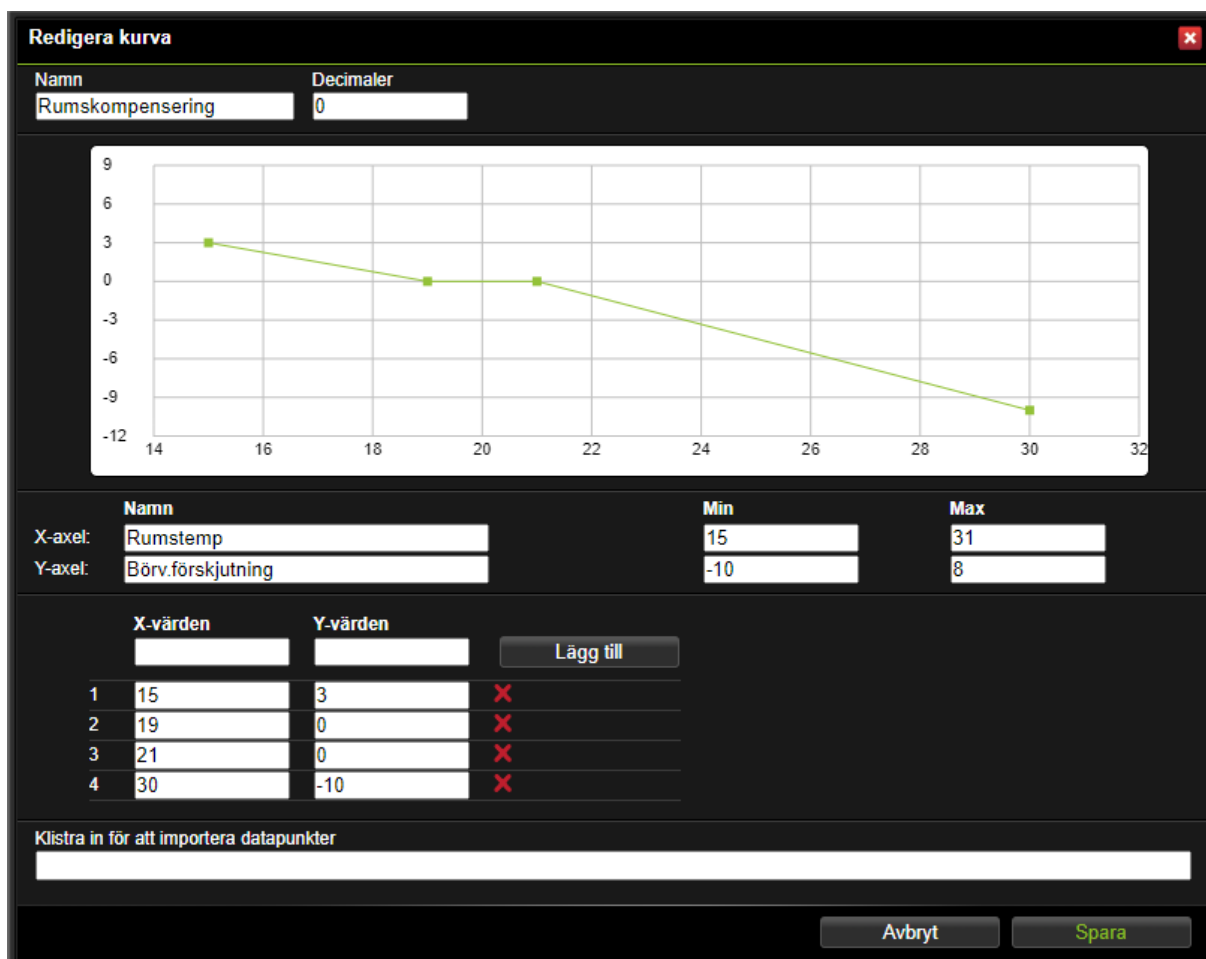 Redigera kurva
Namn Decimaler
Rumskompensering 0
9
6
3
0
-3
-6
-9
-12
14 16 18 20 22 24 26 28 30 32
Namn Min Max
X-axel: Rumstemp 15 31
Y-axel: Börv.förskjutning -10 8
X-värden Y-värden
Lägg till
1 15 3
2 19 0
3 21 0
4 30 -10
Klistra in för att importera datapunkter
Avbryt Spara